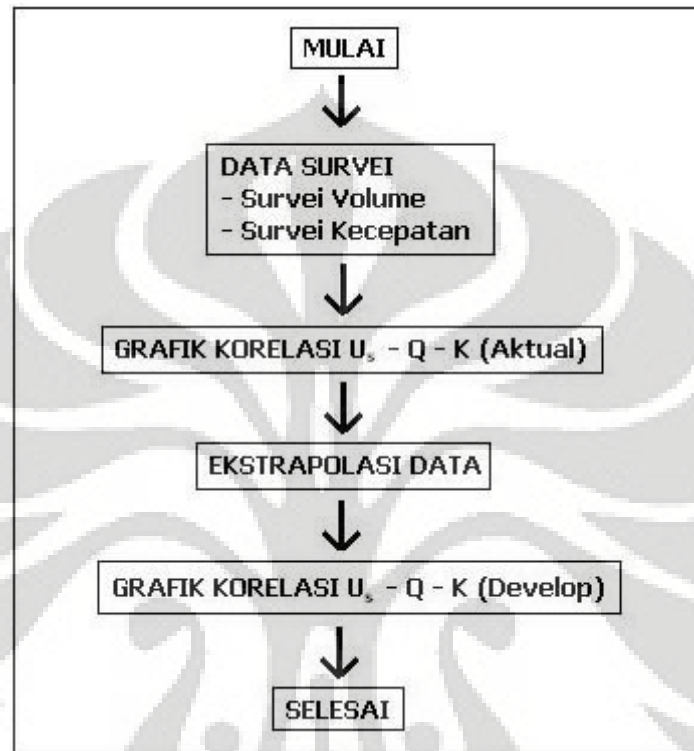 MULAI
DATA SURVEI
- Survei Volume
- Survei Kecepatan
GRAFIK KORELASI Uₛ - Q - K (Aktual)
EKSTRAPOLASI DATA
GRAFIK KORELASI Uₛ - Q - K (Develop)
SELESAI